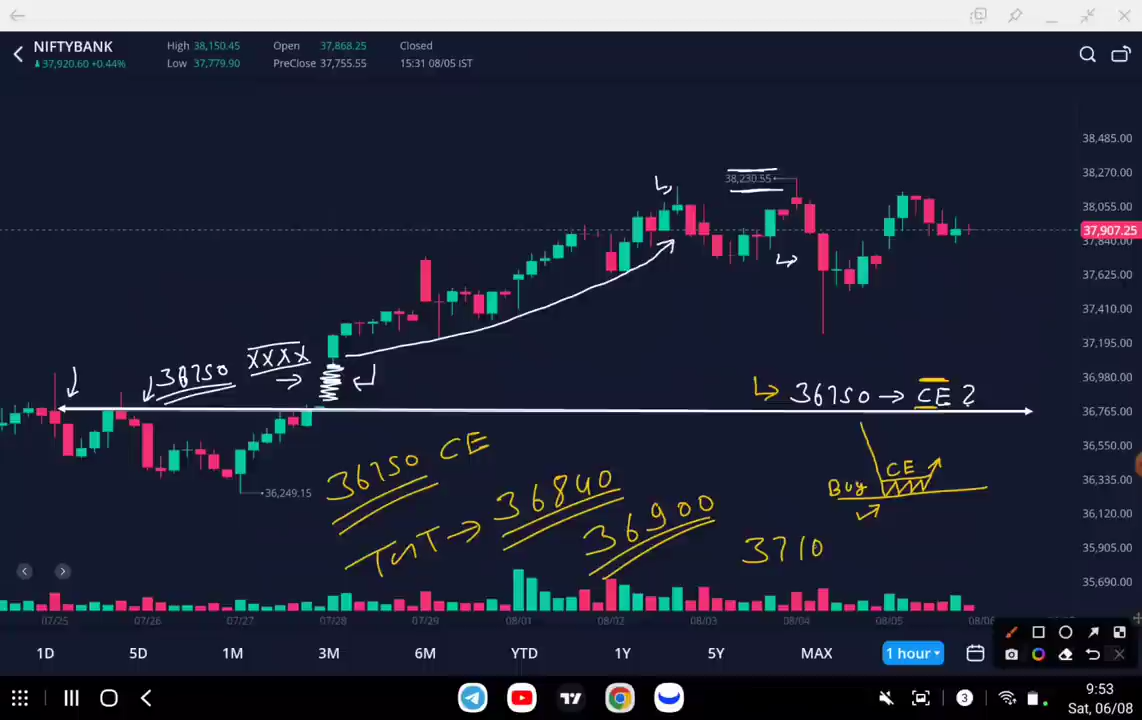 NIFTYBANK
37,920.60 +0.44%
High 38,150.45
Low 37,779.90
Open 37,868.25
PreClose 37,755.55
Closed
15:31 08/05 IST
38,485.00
38,270.00
38,230.55
38,055.00
37,907.25
37,840.00
37,625.00
37,410.00
37,195.00
XXXX
36750
36,980.00
36750 → CE ?
36,765.00
36,550.00
36750 CE
CE
Buy
36,335.00
36,249.15
36,120.00
TnT → 36840
36900
3710
35,905.00
35,690.00
07/25 07/26 07/27 07/28 07/29 08/01 08/02 08/03 08/04 08/05
1D 5D 1M 3M 6M YTD 1Y 5Y MAX 1 hour
3
9:53
Sat, 06/08